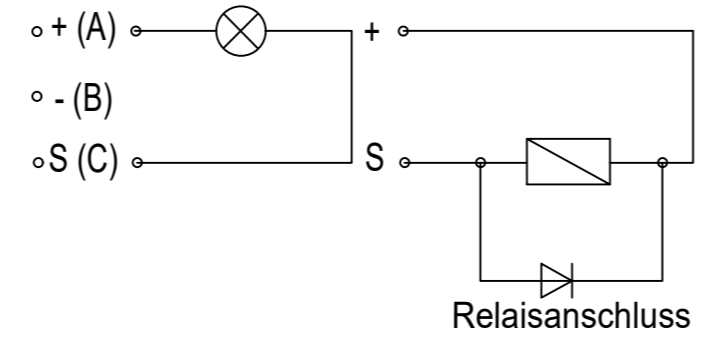 + (A)
- (B)
S (C)
+
S
Relaisanschluss